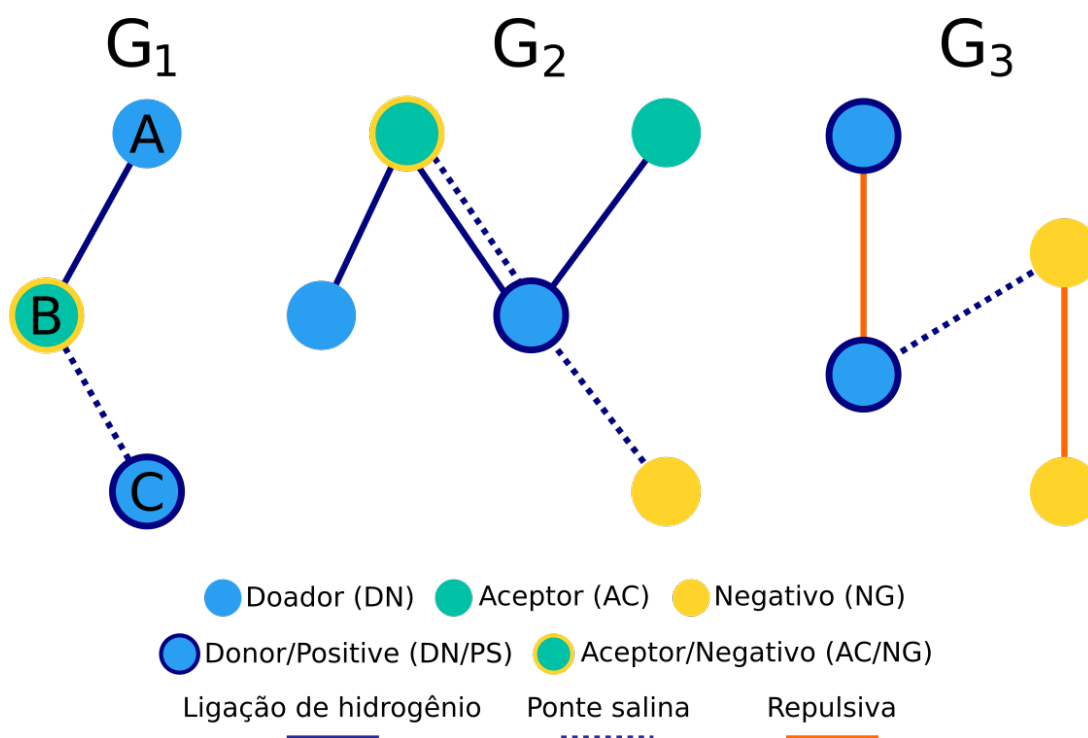 G₁ G₂ G₃
A
B
C
Doador (DN) Aceptor (AC) Negativo (NG)
Donor/Positive (DN/PS) Aceptor/Negativo (AC/NG)
Ligação de hidrogênio Ponte salina Repulsiva